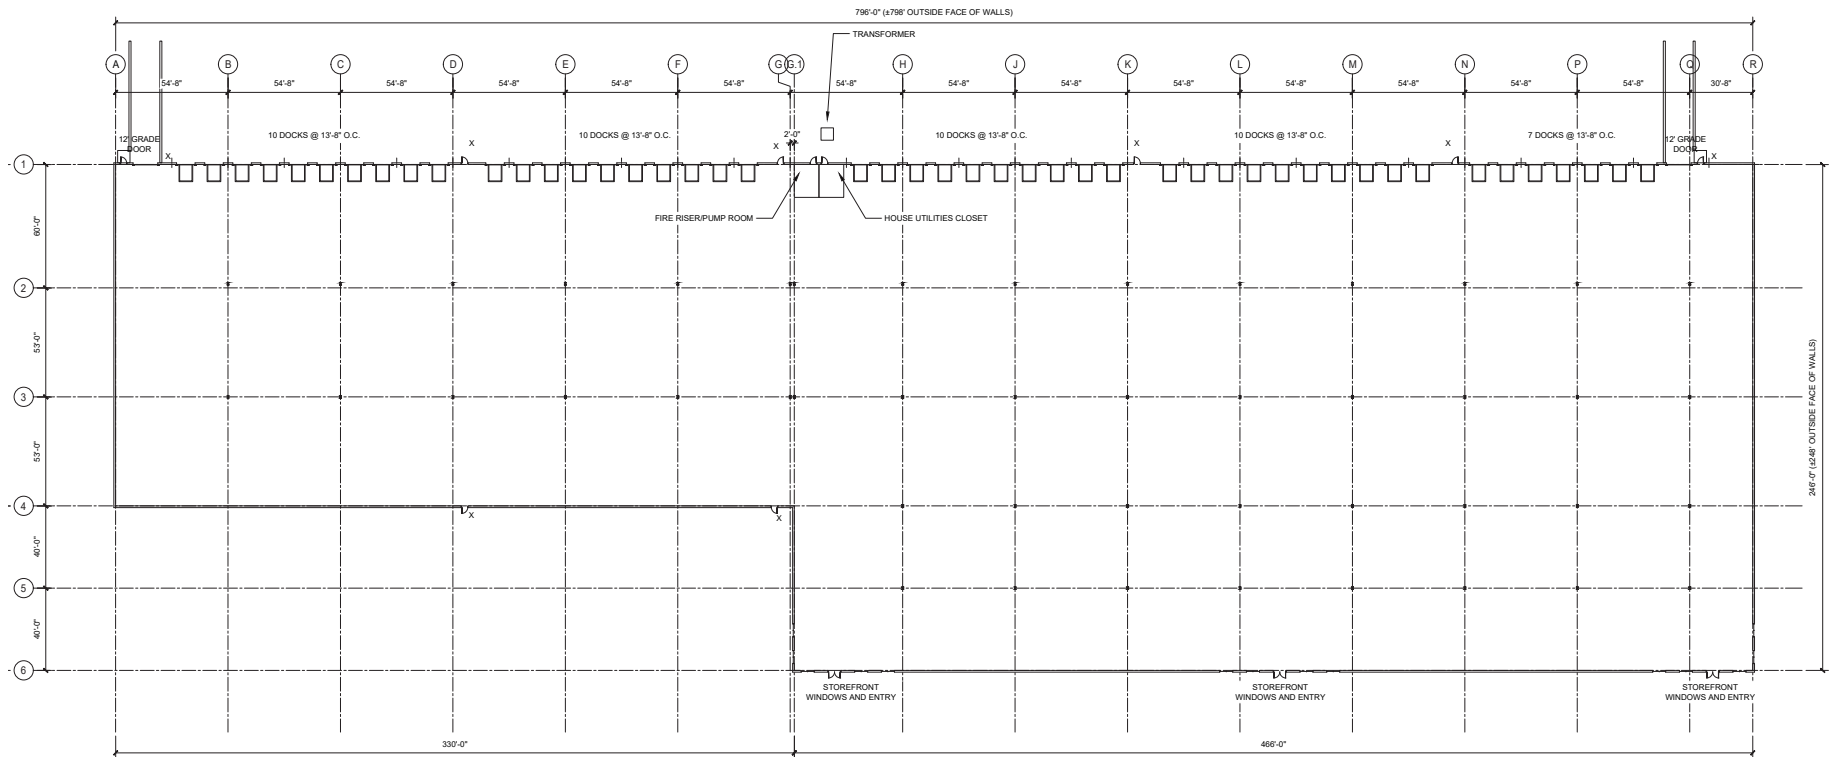 796'-0" (±798' OUTSIDE FACE OF WALLS)
TRANSFORMER
A
B
C
D
E
F
G
G.1
H
J
K
L
M
N
P
Q
R
54'-8"
54'-8"
54'-8"
54'-8"
54'-8"
54'-8"
54'-8"
54'-8"
54'-8"
54'-8"
54'-8"
54'-8"
54'-8"
54'-8"
30'-8"
12' GRADE
DOOR
10 DOCKS @ 13'-8" O.C.
10 DOCKS @ 13'-8" O.C.
2'-0"
10 DOCKS @ 13'-8" O.C.
10 DOCKS @ 13'-8" O.C.
7 DOCKS @ 13'-8" O.C.
12' GRADE
DOOR
X
X
X
X
X
X
1
FIRE RISER/PUMP ROOM
HOUSE UTILITIES CLOSET
60'-0"
2
53'-0"
3
53'-0"
246'-0" (±248' OUTSIDE FACE OF WALLS)
4
X
X
40'-0"
5
40'-0"
6
STOREFRONT
WINDOWS AND ENTRY
STOREFRONT
WINDOWS AND ENTRY
STOREFRONT
WINDOWS AND ENTRY
330'-0"
466'-0"